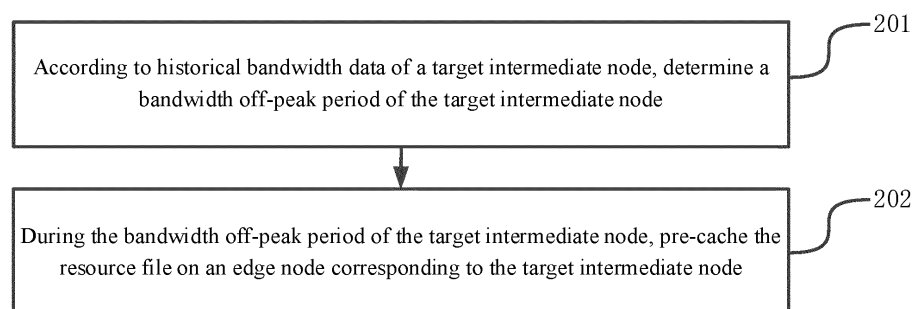 201
According to historical bandwidth data of a target intermediate node, determine a
bandwidth off-peak period of the target intermediate node
202
During the bandwidth off-peak period of the target intermediate node, pre-cache the
resource file on an edge node corresponding to the target intermediate node